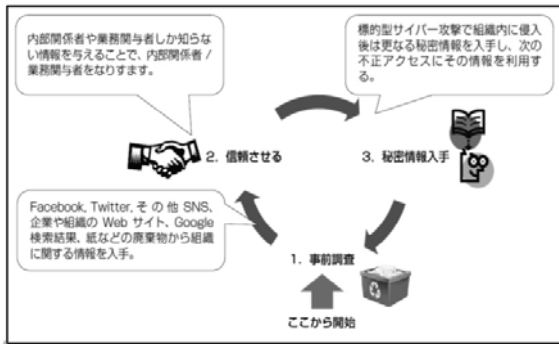 内部関係者や業務関与者しか知らな
い情報を与えることで、内部関係者 /
業務関与者をなりすます。
標的型サイバー攻撃で組織内に侵入
後は更なる秘密情報を入手し、次の
不正アクセスにその情報を利用す
る。
2. 信頼させる
3. 秘密情報入手
Facebook, Twitter, その他 SNS、
企業や組織の Web サイト、Google
検索結果、紙などの廃棄物から組織
に関する情報を入手。
1. 事前調査
ここから開始